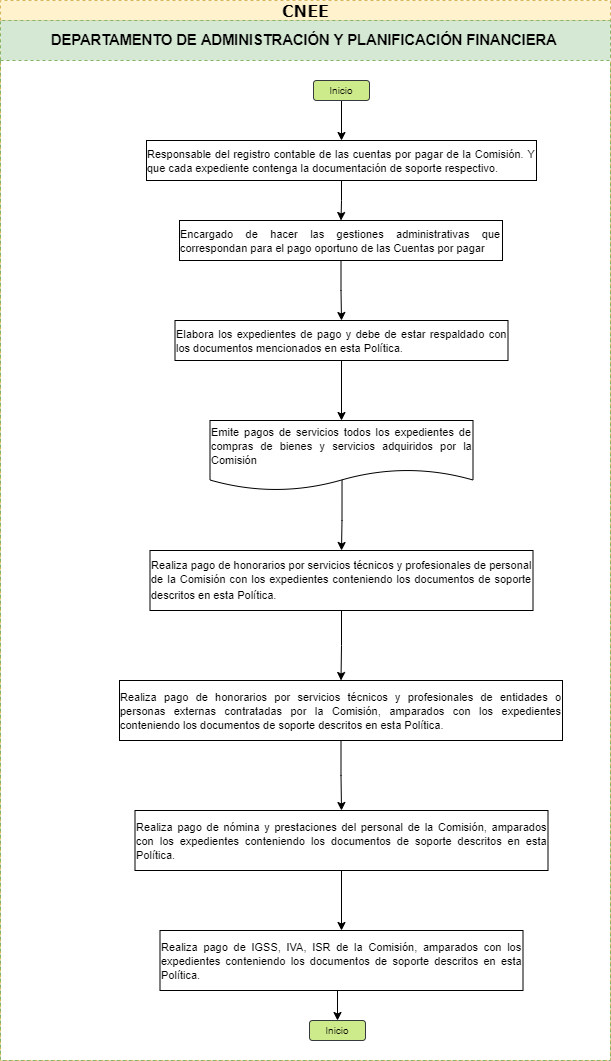 CNEE
DEPARTAMENTO DE ADMINISTRACIÓN Y PLANIFICACIÓN FINANCIERA
Inicio
Responsable del registro contable de las cuentas por pagar de la Comisión. Y
que cada expediente contenga la documentación de soporte respectivo.
Encargado de hacer las gestiones administrativas que
correspondan para el pago oportuno de las Cuentas por pagar
Elabora los expedientes de pago y debe de estar respaldado con
los documentos mencionados en esta Política.
Emite pagos de servicios todos los expedientes de
compras de bienes y servicios adquiridos por la
Comisión
Realiza pago de honorarios por servicios técnicos y profesionales de personal
de la Comisión con los expedientes conteniendo los documentos de soporte
descritos en esta Política.
Realiza pago de honorarios por servicios técnicos y profesionales de entidades o
personas externas contratadas por la Comisión, amparados con los expedientes
conteniendo los documentos de soporte descritos en esta Política.
Realiza pago de nómina y prestaciones del personal de la Comisión, amparados
con los expedientes conteniendo los documentos de soporte descritos en esta
Política.
Realiza pago de IGSS, IVA, ISR de la Comisión, amparados con los
expedientes conteniendo los documentos de soporte descritos en esta
Política.
Inicio